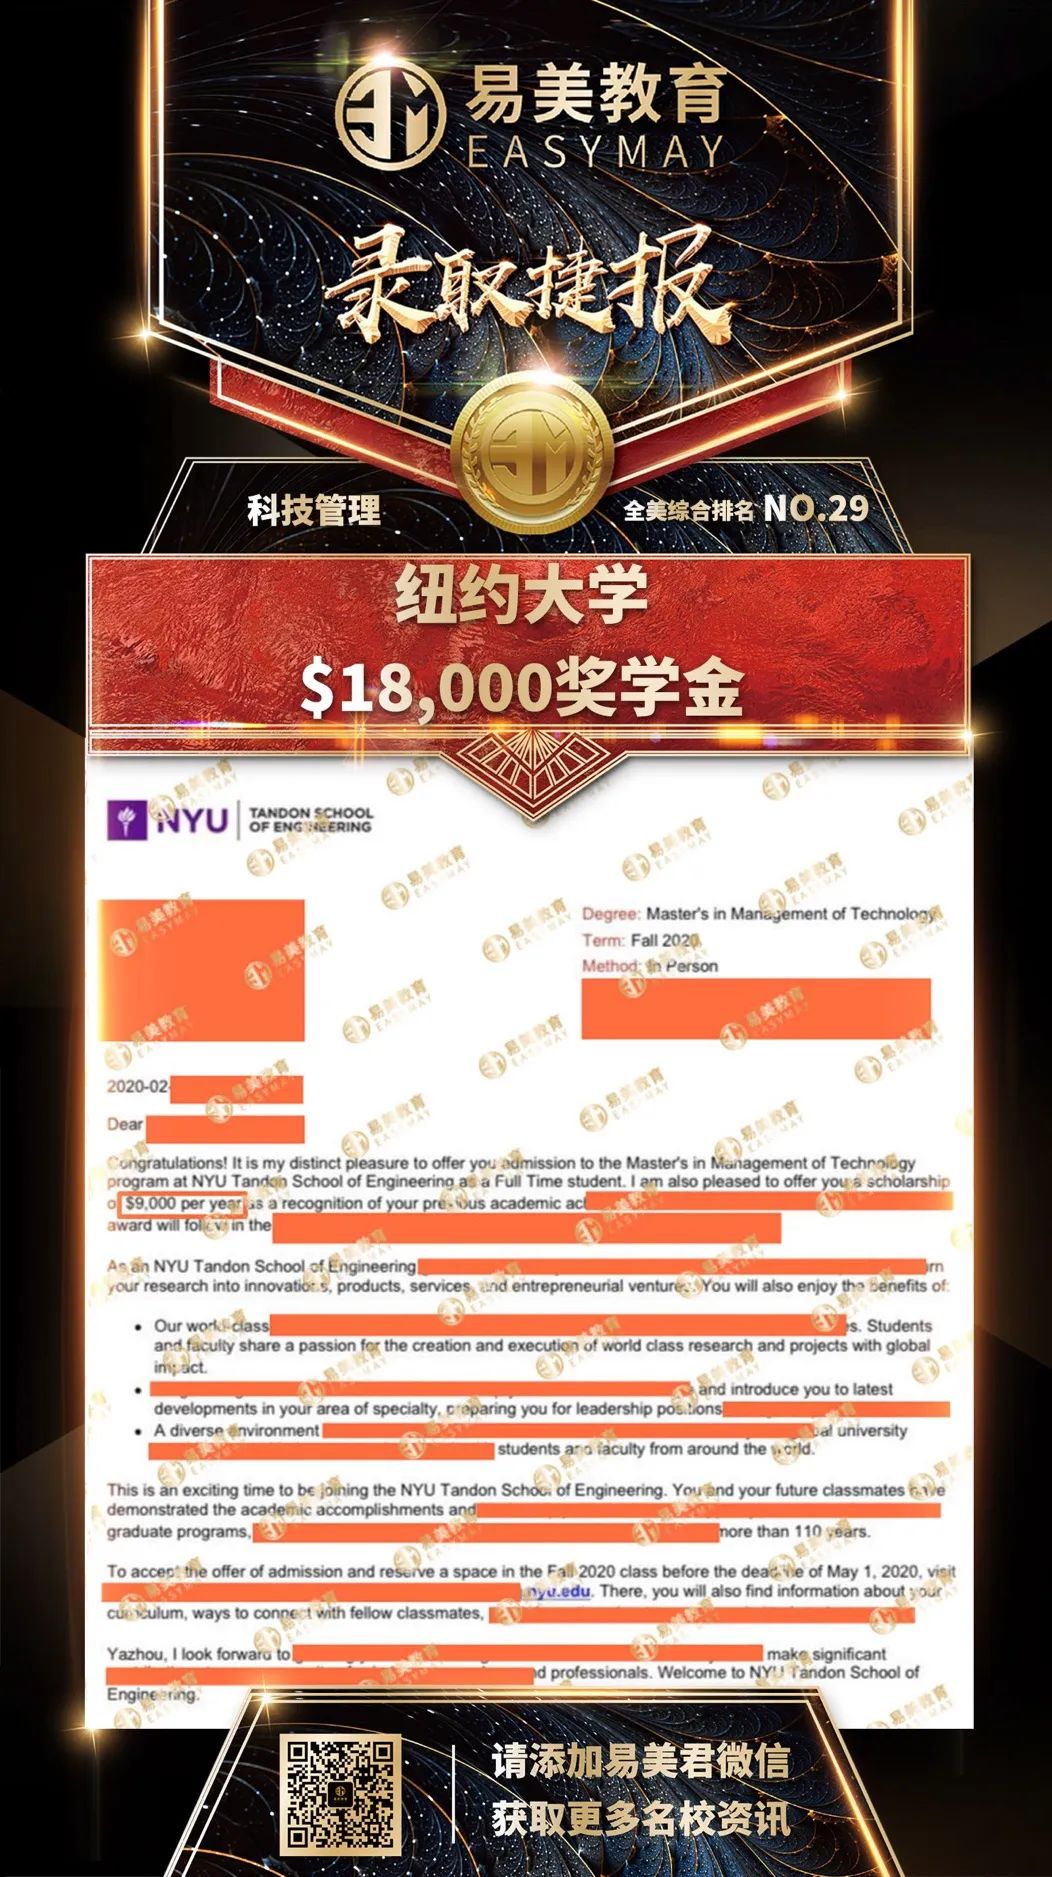 易美教育
EASYMAY
录取捷报
科技管理
全美综合排名 NO.29
纽约大学
$18,000奖学金
NYU TANDON SCHOOL
OF ENGINEERING
Degree: Master's in Management of Technology
Term: Fall 2020
Method: In Person
2020-02-
Dear
Congratulations! It is my distinct pleasure to offer you admission to the Master's in Management of Technology
program at NYU Tandon School of Engineering as a Full Time student. I am also pleased to offer you a scholarship
of $9,000 per year as a recognition of your previous academic
award will follow in the
As an NYU Tandon School of Engineering
your research into innovations, products, services, and entrepreneurial ventures. You will also enjoy the benefits of:
• Our world-class Students
and faculty share a passion for the creation and execution of world class research and projects with global
impact.
• and introduce you to latest
developments in your area of specialty, preparing you for leadership positions
• A diverse environment university
students and faculty from around the world.
This is an exciting time to be joining the NYU Tandon School of Engineering. You and your future classmates have
demonstrated the academic accomplishments and
graduate programs, more than 110 years.
To accept the offer of admission and reserve a space in the Fall 2020 class before the deadline of May 1, 2020, visit
nyu.edu. There, you will also find information about your
curriculum, ways to connect with fellow classmates,
Yazhou, I look forward to make significant
professionals. Welcome to NYU Tandon School of
Engineering.
请添加易美君微信
获取更多名校资讯